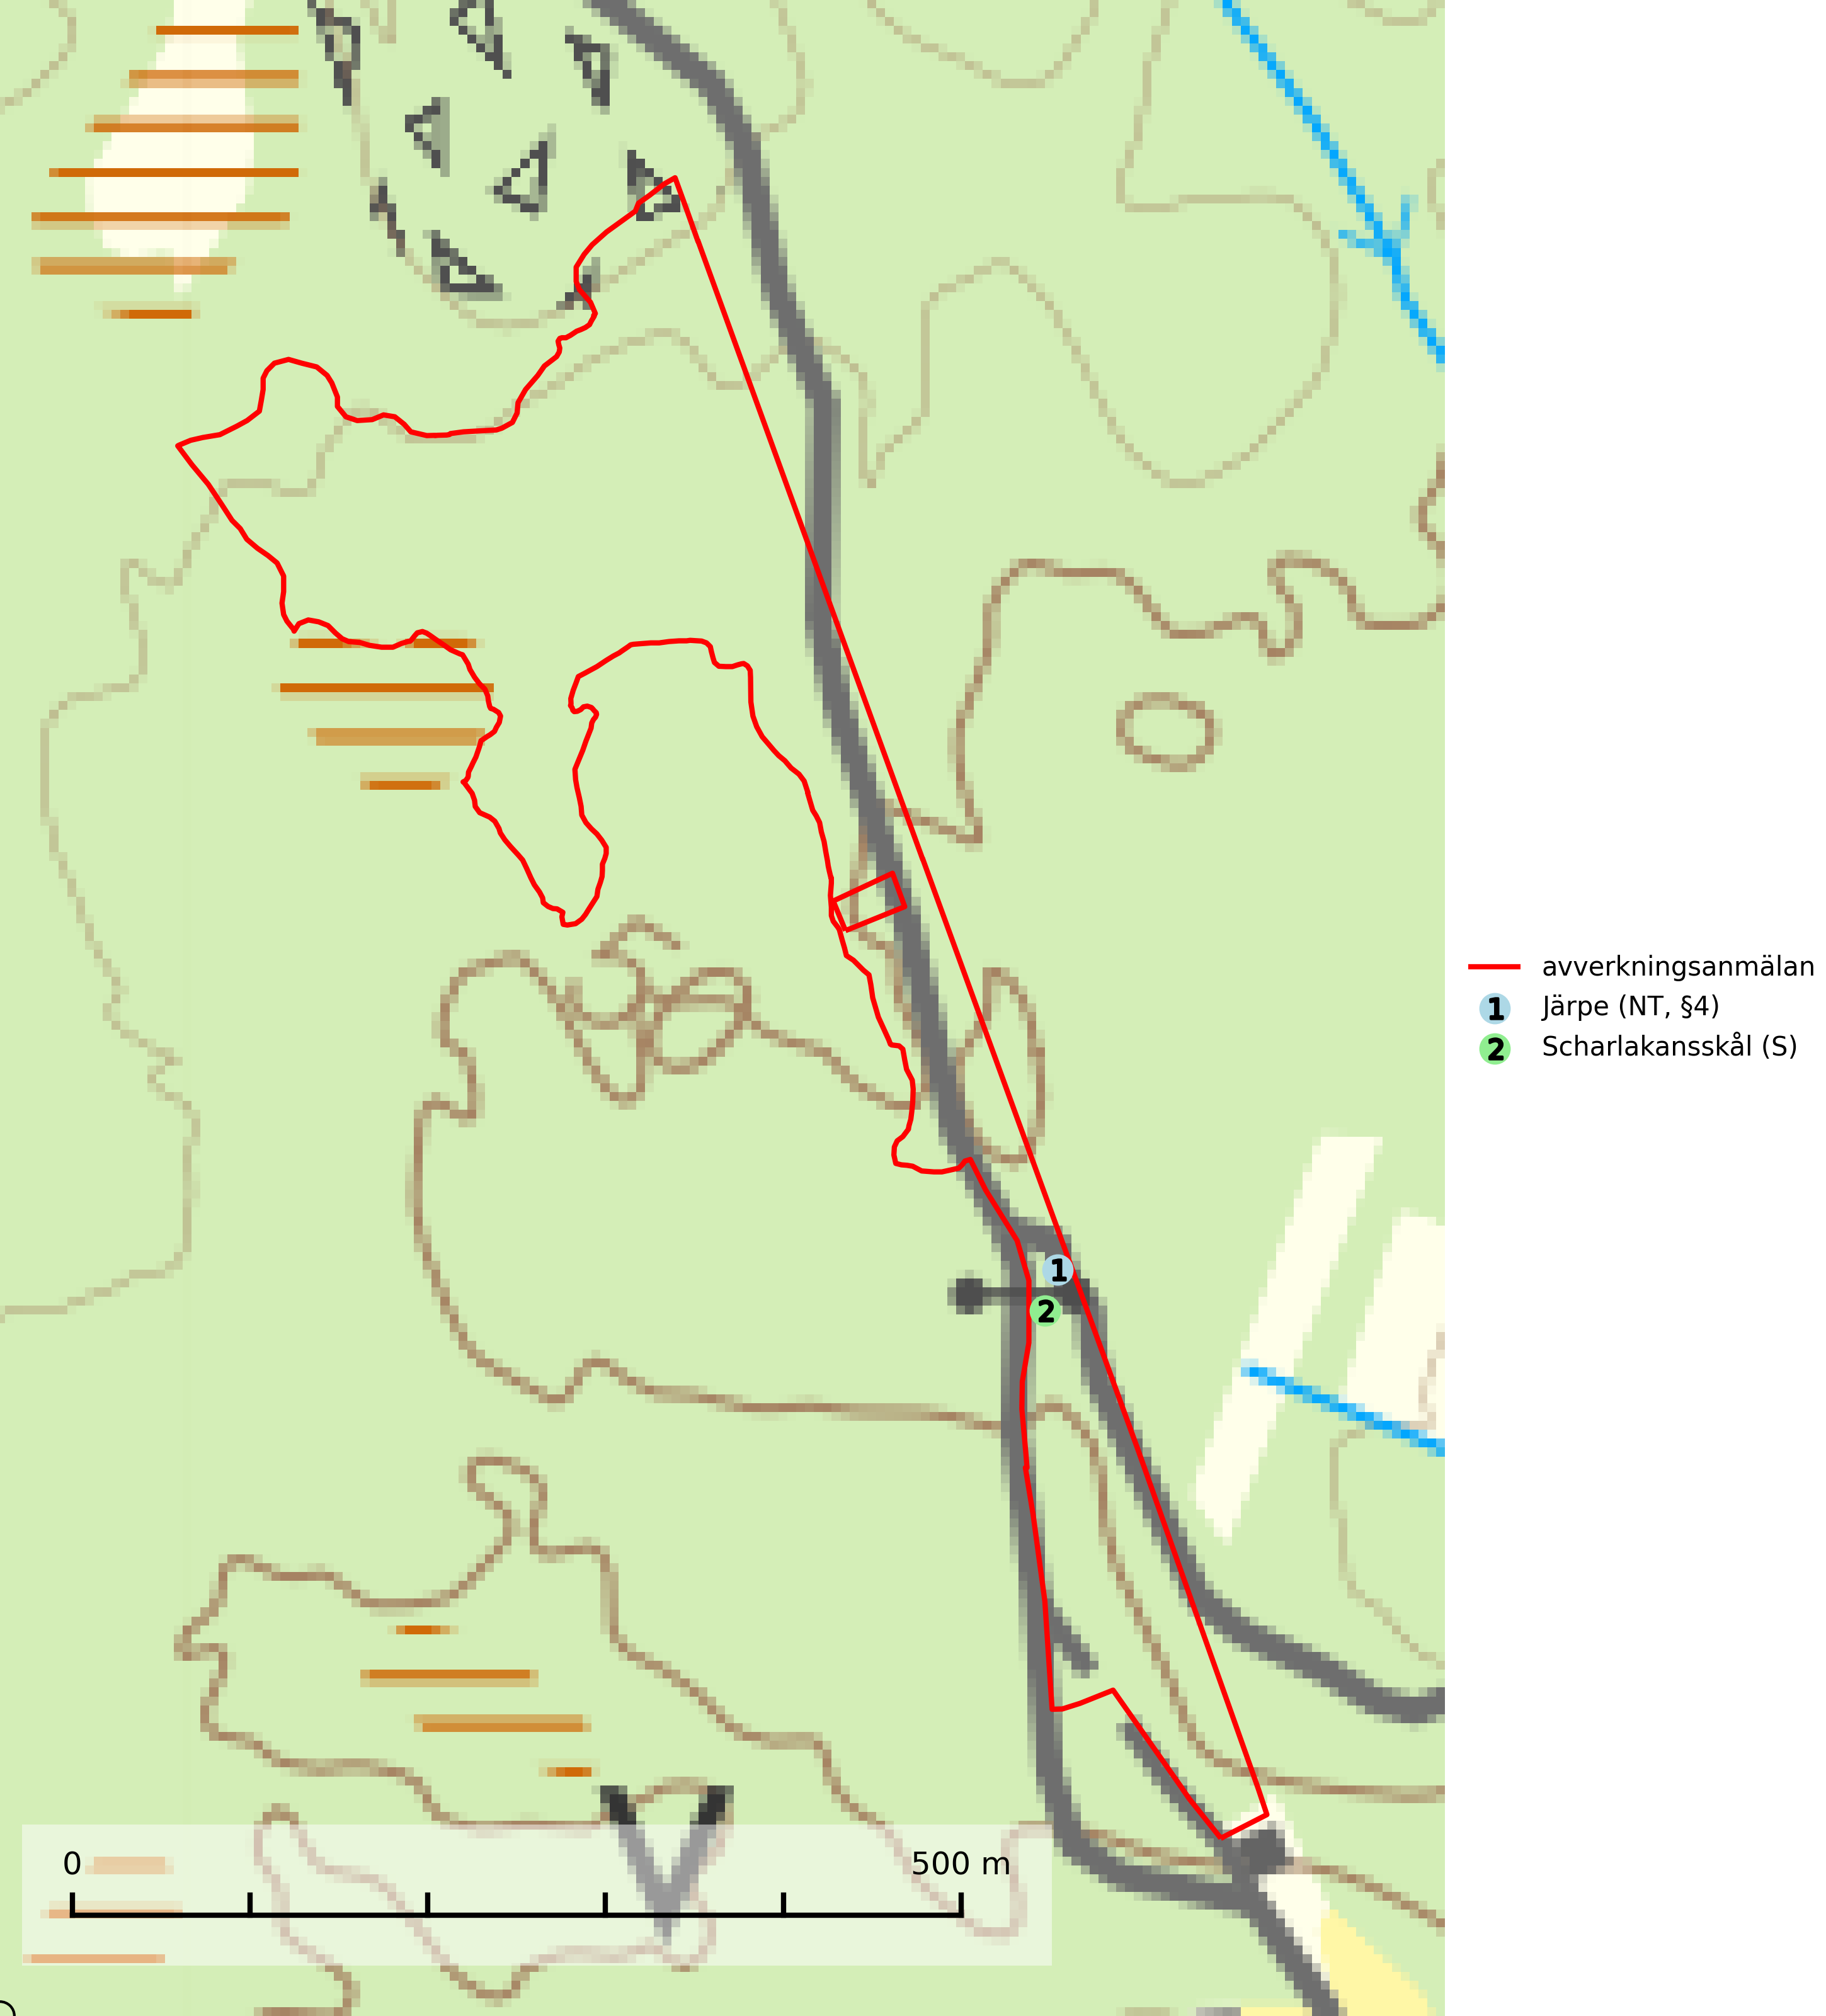 avverkningsanmälan
1 Järpe (NT, §4)
2 Scharlakansskål (S)
1
2
0 500 m